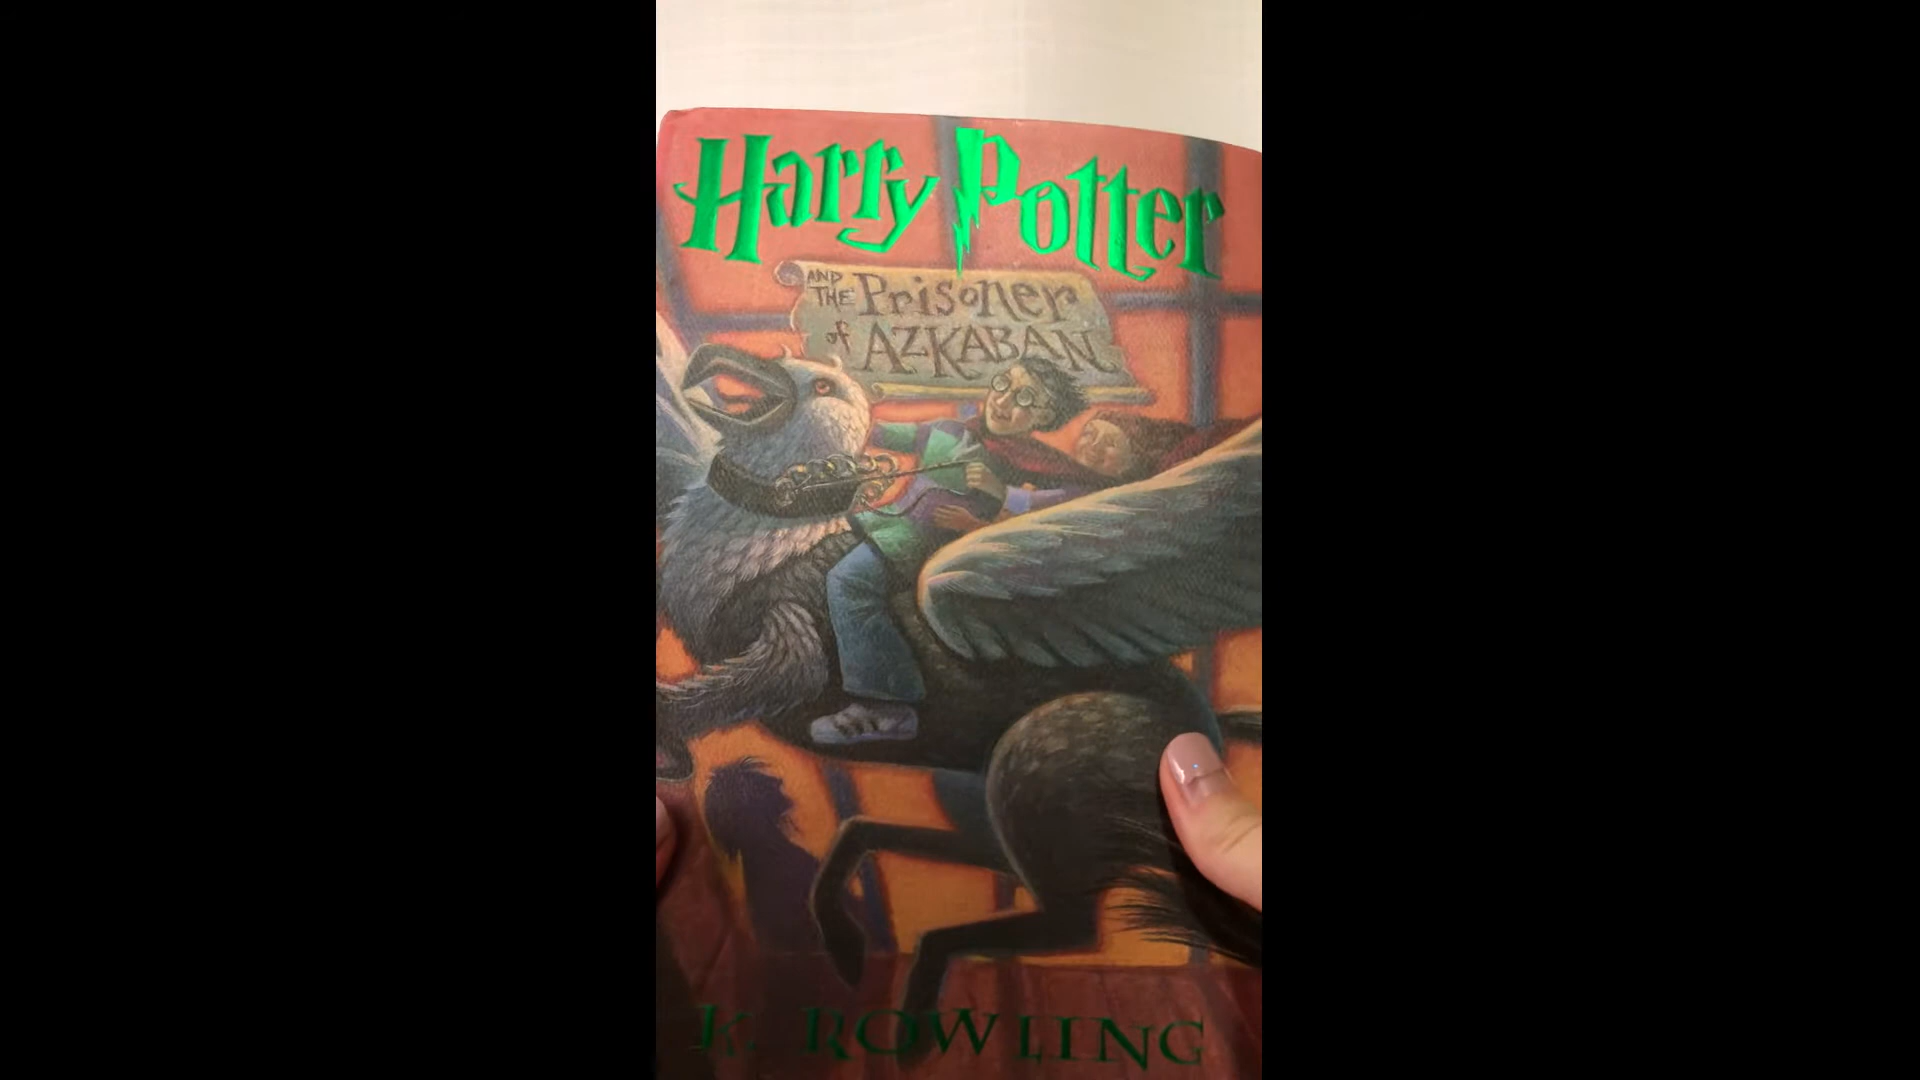 Harry Potter
AND THE Prisoner
of AZKABAN
K. ROWLING